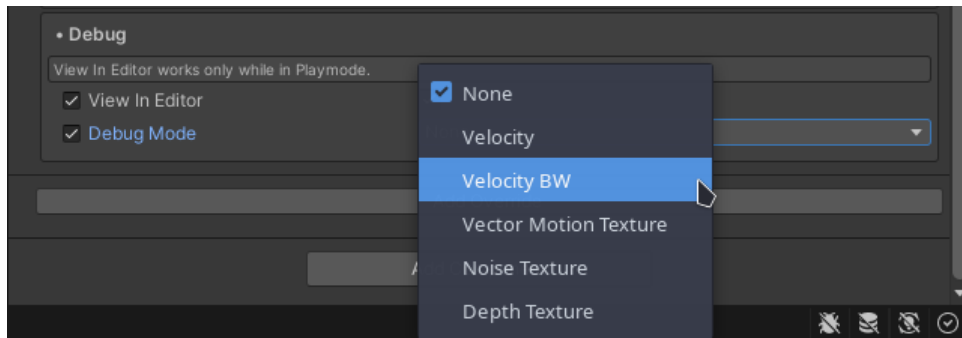 • Debug
View In Editor works only while in Playmode.
View In Editor
Debug Mode
None
Velocity
Velocity BW
Vector Motion Texture
Noise Texture
Depth Texture